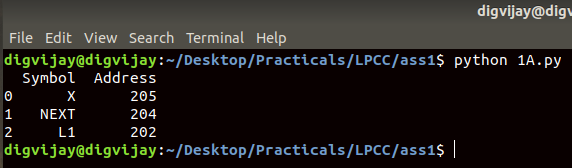 digvijay@digv
File Edit View Search Terminal Help
digvijay@digvijay:~/Desktop/Practicals/LPCC/ass1$ python 1A.py
  Symbol  Address
0      X      205
1   NEXT      204
2     L1      202
digvijay@digvijay:~/Desktop/Practicals/LPCC/ass1$